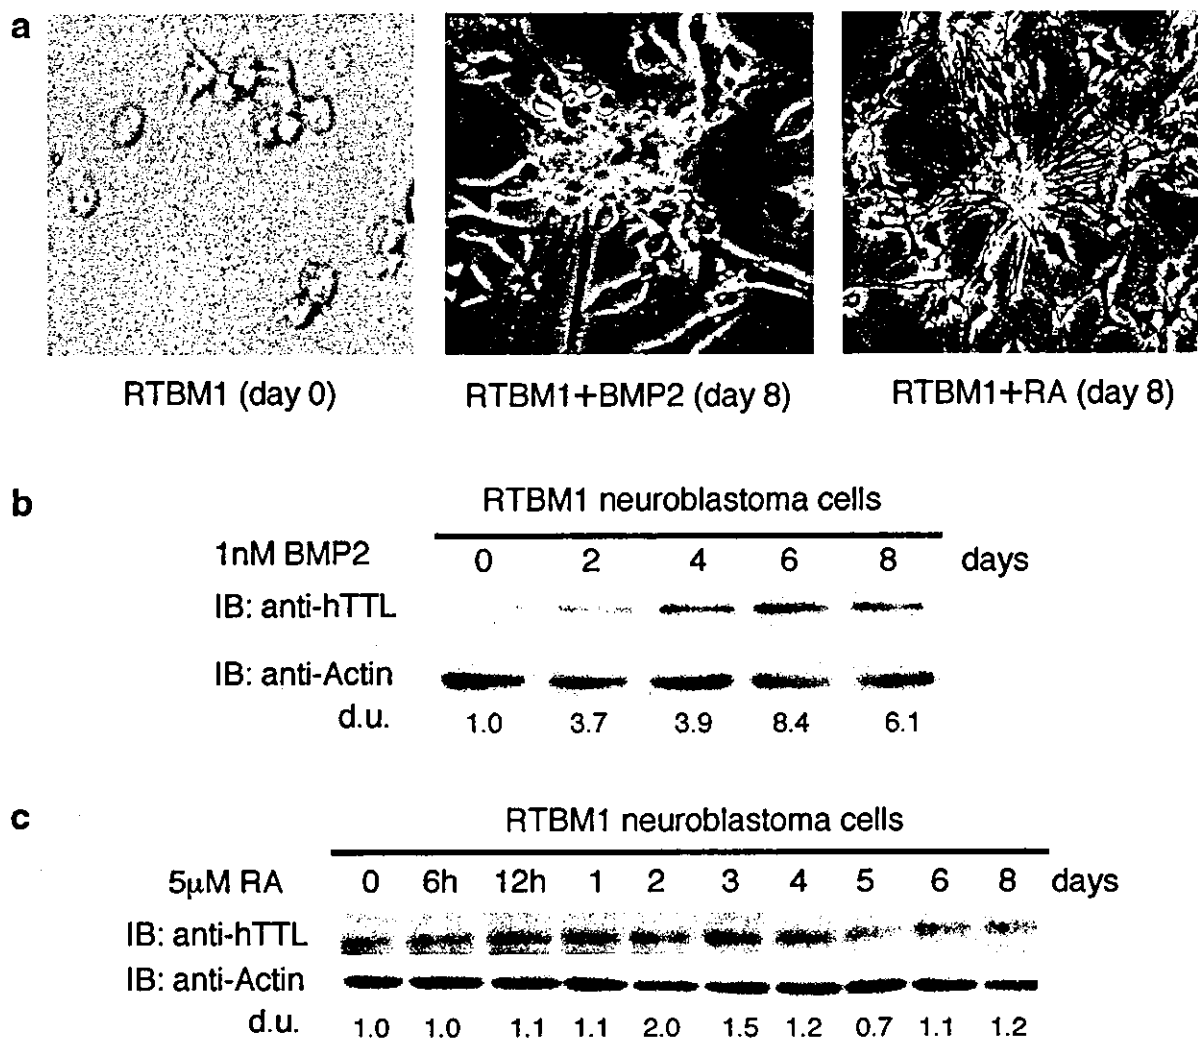 a
RTBM1 (day 0) RTBM1+BMP2 (day 8) RTBM1+RA (day 8)
b
RTBM1 neuroblastoma cells
1nM BMP2 0 2 4 6 8 days
IB: anti-hTTL
IB: anti-Actin
d.u. 1.0 3.7 3.9 8.4 6.1
c
RTBM1 neuroblastoma cells
5μM RA 0 6h 12h 1 2 3 4 5 6 8 days
IB: anti-hTTL
IB: anti-Actin
d.u. 1.0 1.0 1.1 1.1 2.0 1.5 1.2 0.7 1.1 1.2